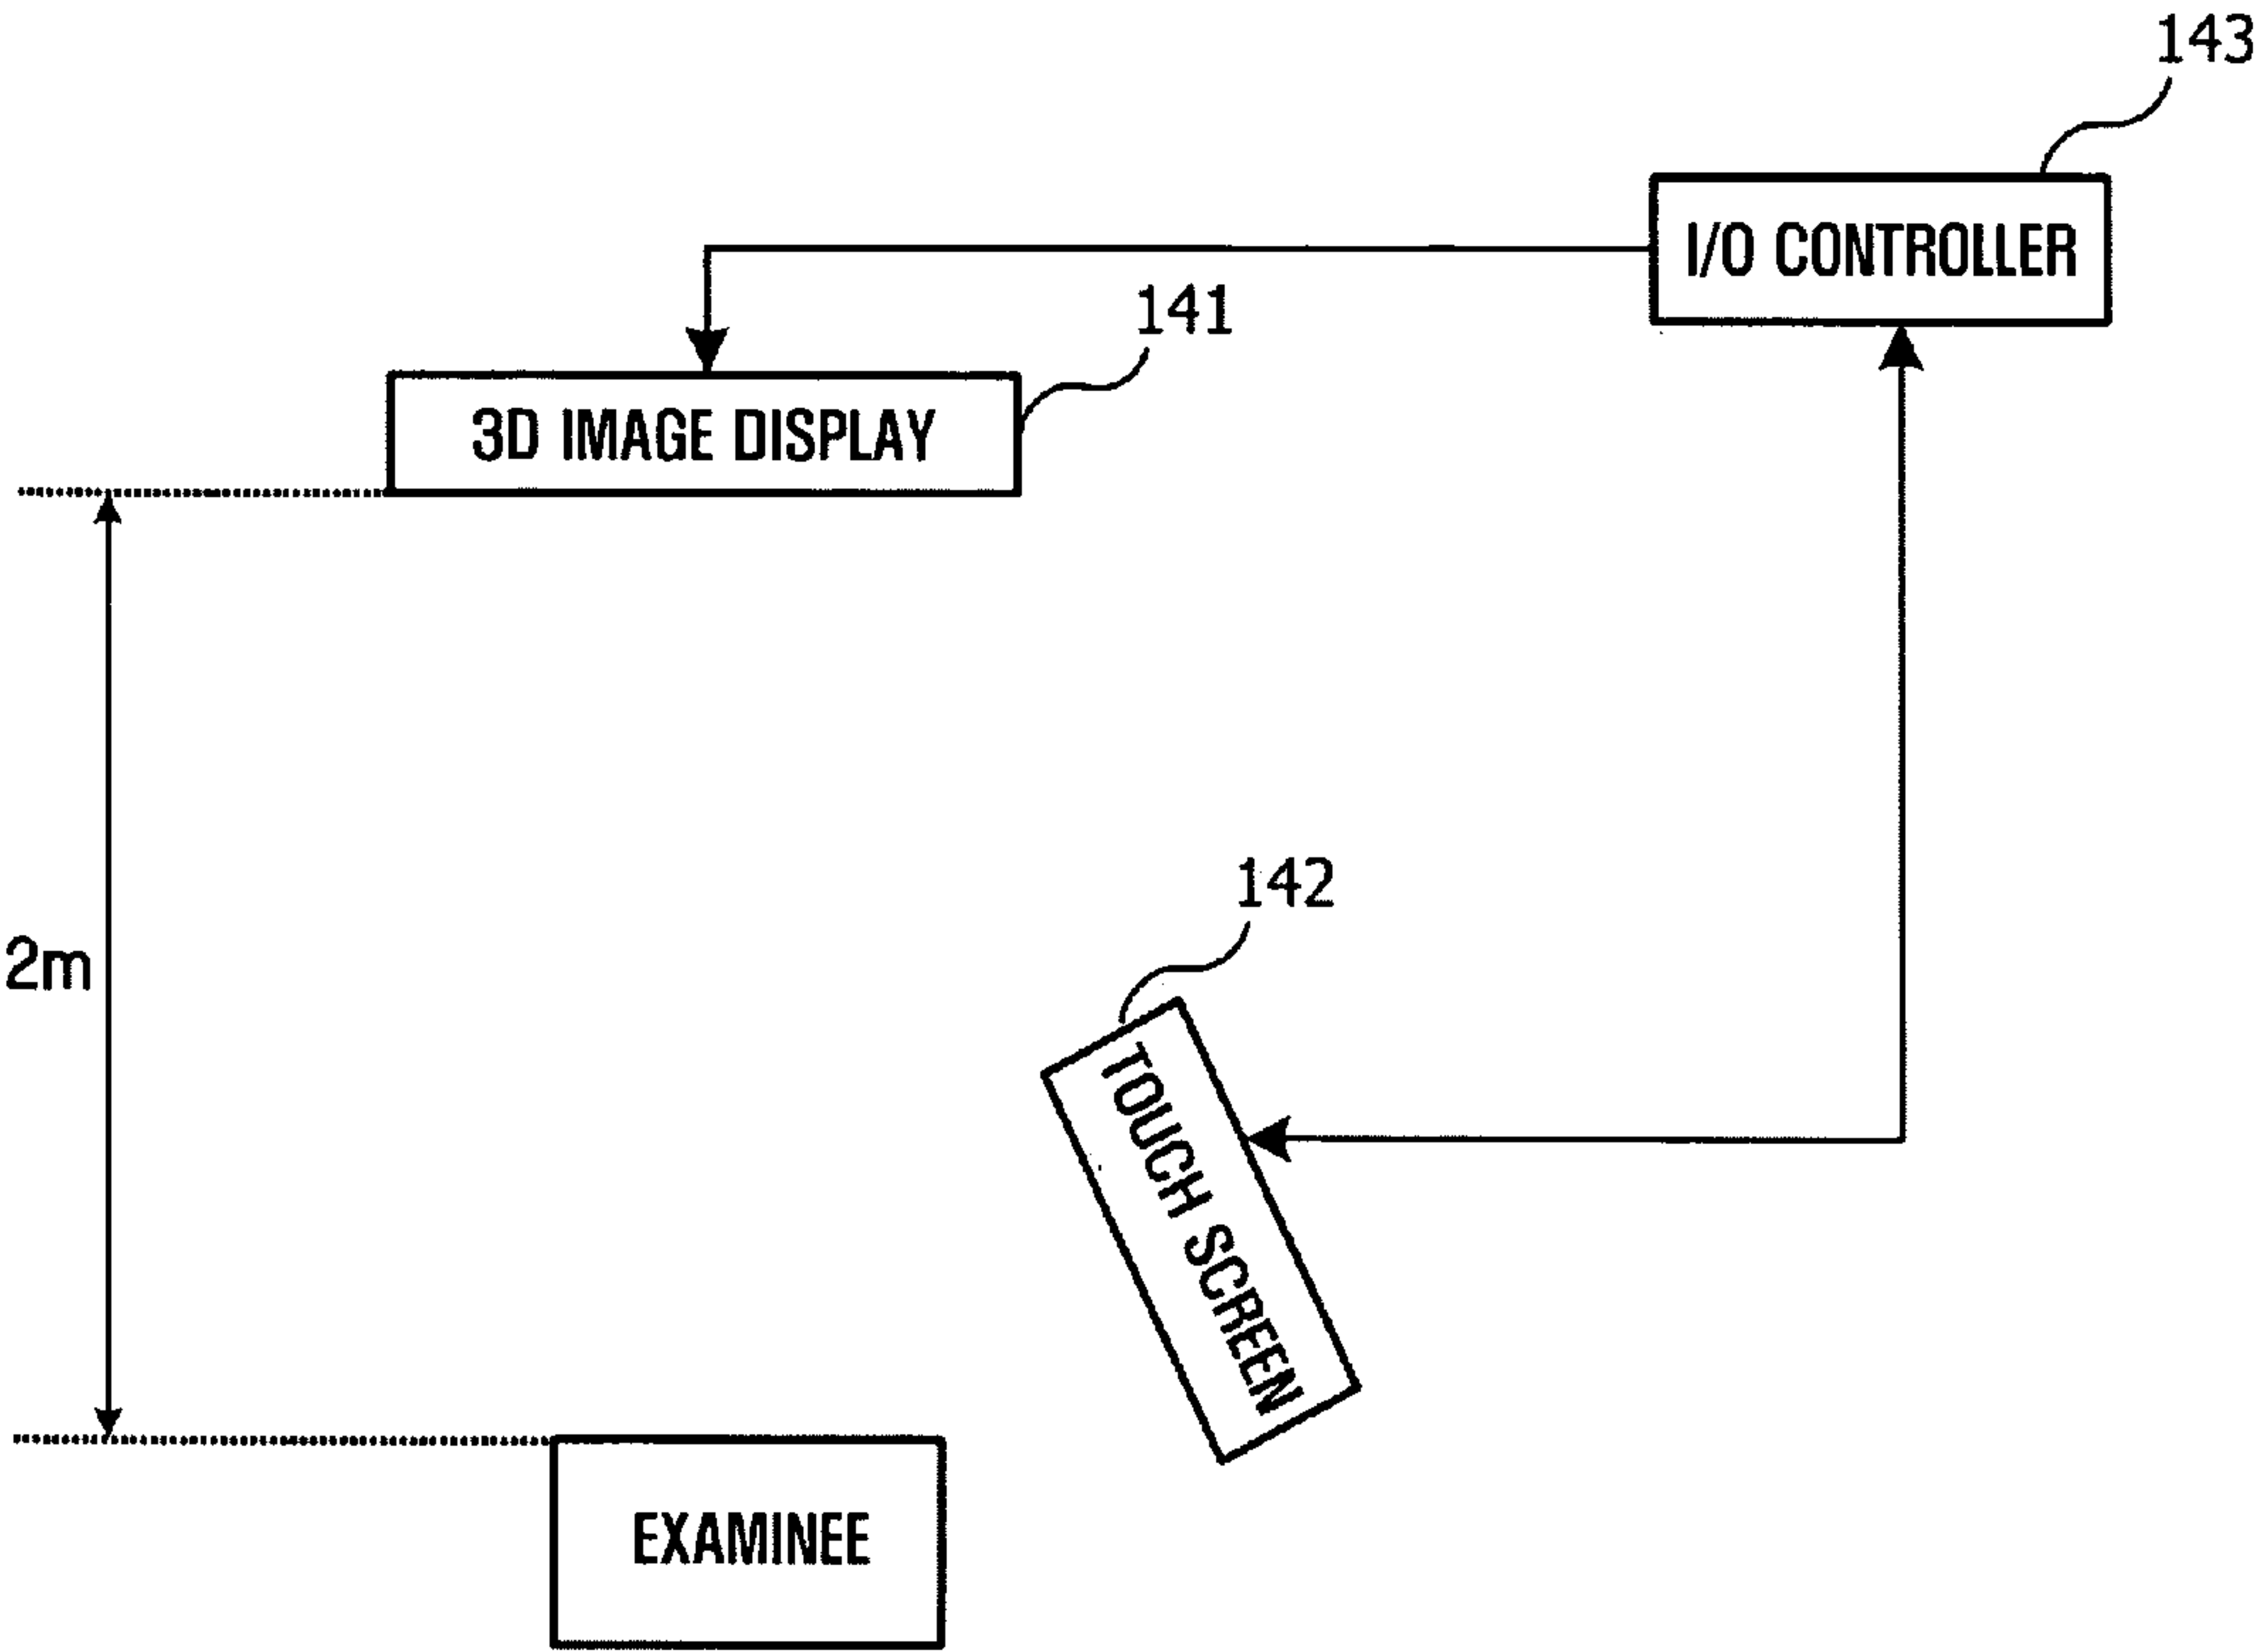 143
I/O CONTROLLER
141
3D IMAGE DISPLAY
142
2m
TOUCH SCREEN
EXAMINEE